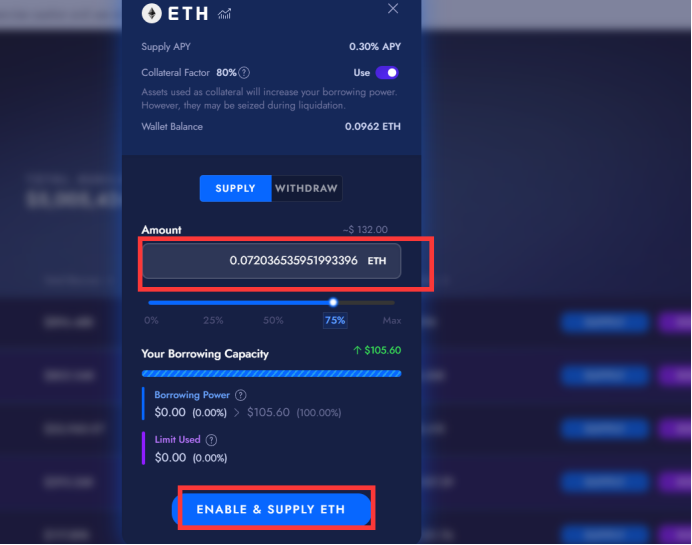 ETH
Supply APY 0.30% APY
Collateral Factor 80% ? Use
Assets used as collateral will increase your borrowing power.
However, they may be seized during liquidation.
Wallet Balance 0.0962 ETH
SUPPLY WITHDRAW
Amount ~$ 132.00
0.072036535951993396 ETH
0% 25% 50% 75% Max
Your Borrowing Capacity ↑ $105.60
Borrowing Power ?
$0.00 (0.00%) > $105.60 (100.00%)
Limit Used ?
$0.00 (0.00%)
ENABLE & SUPPLY ETH